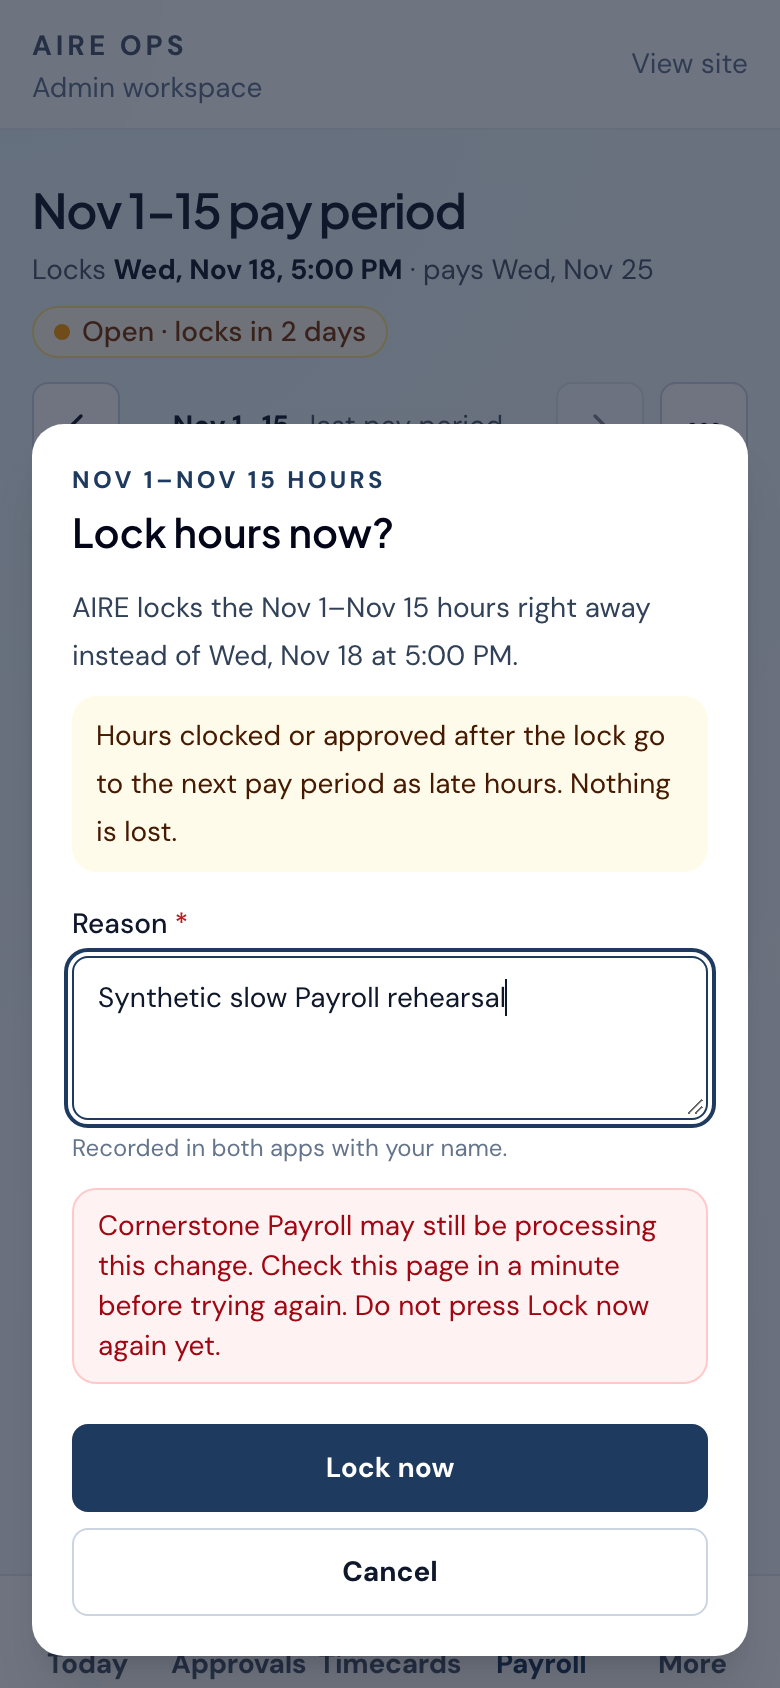 AIRE OPS
Admin workspace
View site
Nov 1–15 pay period
Locks Wed, Nov 18, 5:00 PM · pays Wed, Nov 25
Open · locks in 2 days
Nov 1–15 · last pay period
NOV 1–NOV 15 HOURS
Lock hours now?
AIRE locks the Nov 1–Nov 15 hours right away
instead of Wed, Nov 18 at 5:00 PM.
Hours clocked or approved after the lock go
to the next pay period as late hours. Nothing
is lost.
Reason *
Synthetic slow Payroll rehearsal
Recorded in both apps with your name.
Cornerstone Payroll may still be processing
this change. Check this page in a minute
before trying again. Do not press Lock now
again yet.
Lock now
Cancel
Today Approvals Timecards Payroll More